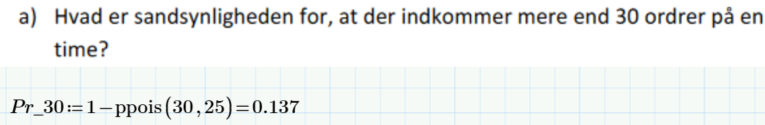 a) Hvad er sandsynligheden for, at der indkommer mere end 30 ordrer på en
time?
Pr_30:=1−ppois(30,25)=0.137